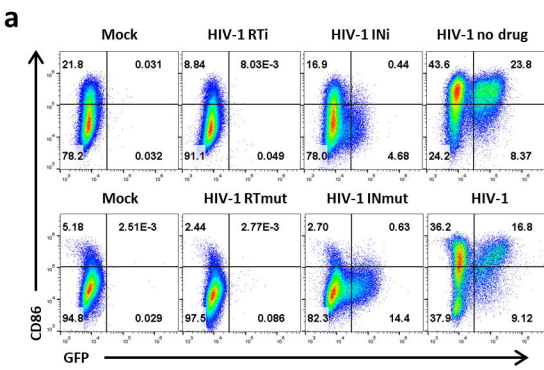 a
Mock HIV-1 RTi HIV-1 INi HIV-1 no drug
21.8 0.031 8.84 8.03E-3 16.9 0.44 43.6 23.8
78.2 0.032 91.1 0.049 78.0 4.68 24.2 8.37
Mock HIV-1 RTmut HIV-1 INmut HIV-1
5.18 2.51E-3 2.44 2.77E-3 2.70 0.63 36.2 16.8
94.8 0.029 97.5 0.086 82.3 14.4 37.9 9.12
CD86
GFP